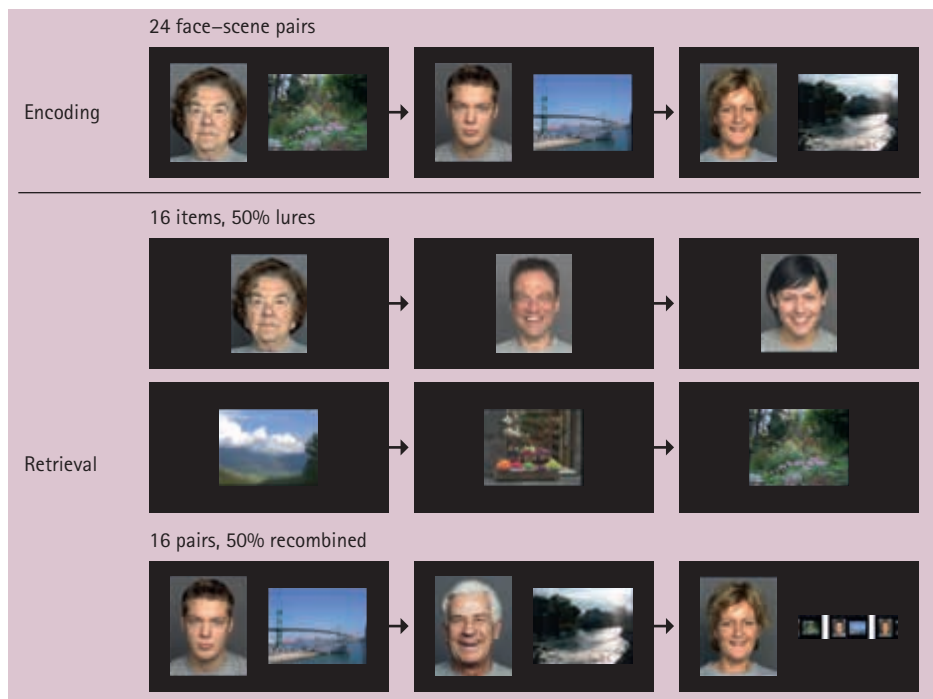 24 face–scene pairs
Encoding
16 items, 50% lures
Retrieval
16 pairs, 50% recombined